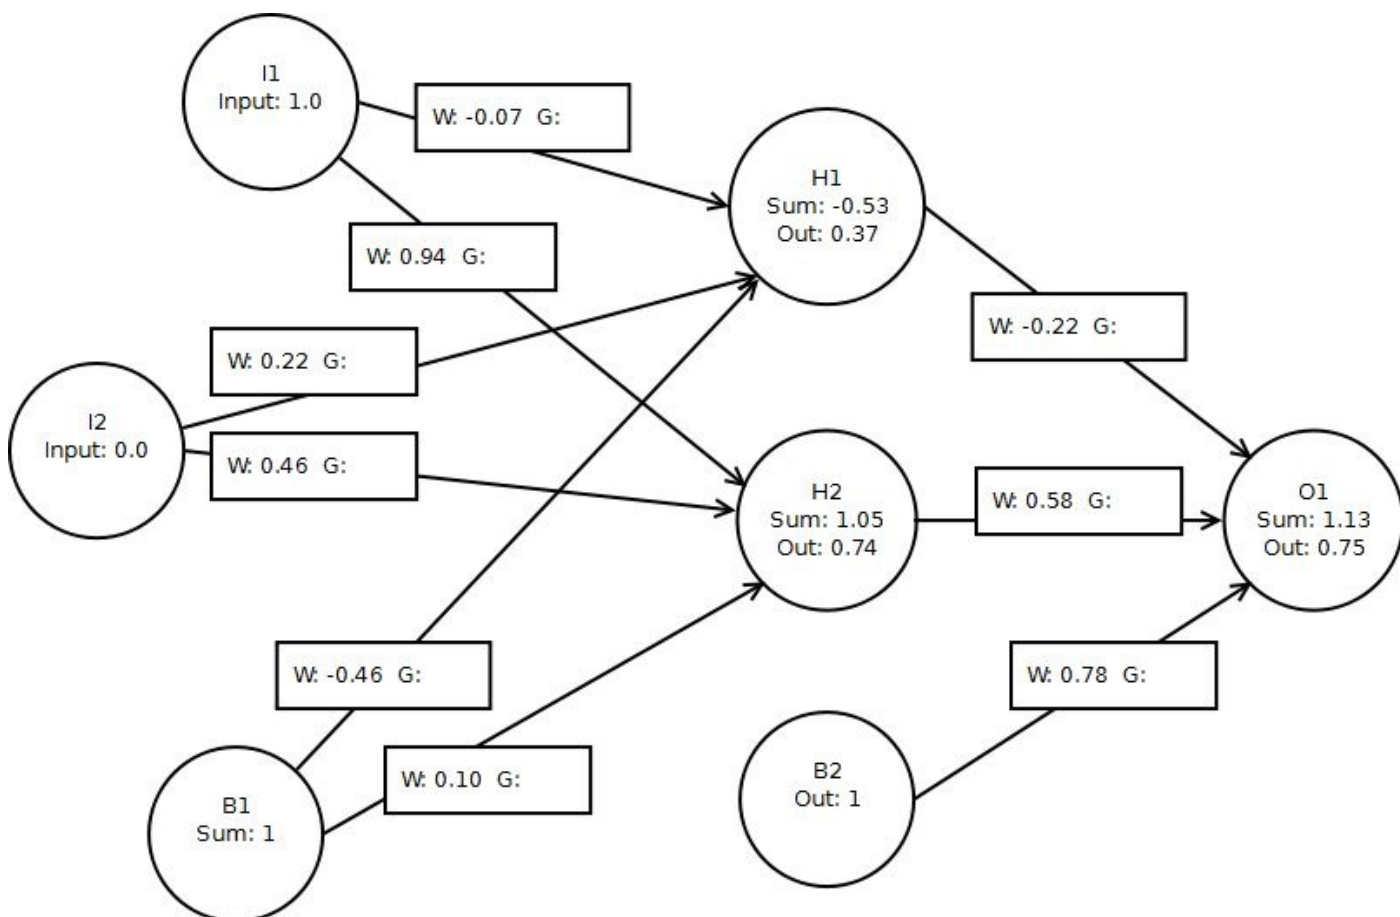 I1
Input: 1.0
W: -0.07 G:
H1
Sum: -0.53
Out: 0.37
W: 0.94 G:
W: -0.22 G:
W: 0.22 G:
I2
Input: 0.0
W: 0.46 G:
H2
Sum: 1.05
Out: 0.74
W: 0.58 G:
O1
Sum: 1.13
Out: 0.75
W: -0.46 G:
W: 0.78 G:
W: 0.10 G:
B1
Sum: 1
B2
Out: 1